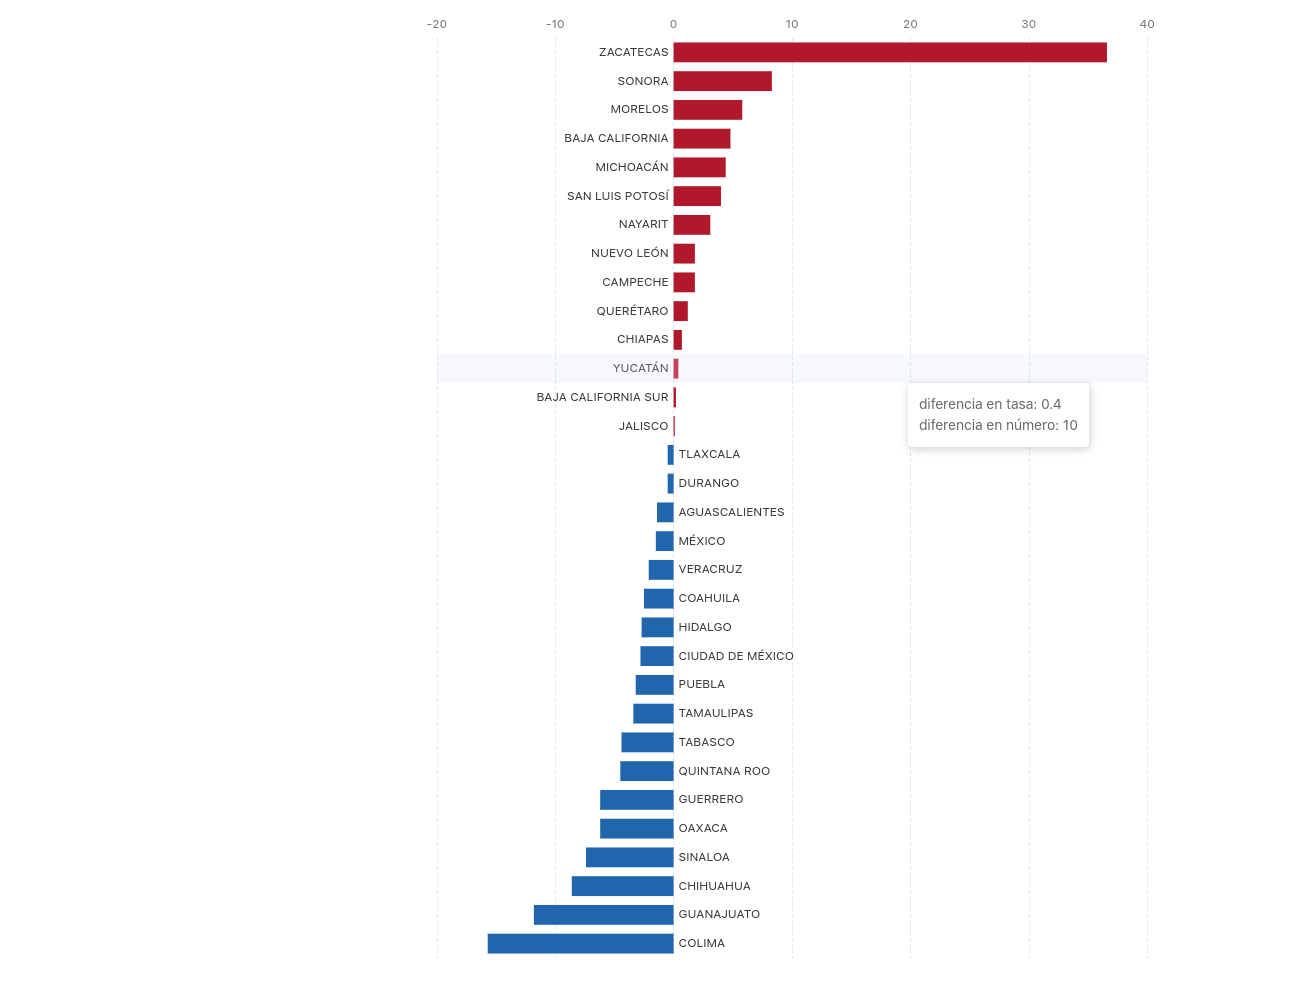 -20 -10 0 10 20 30 40
ZACATECAS
SONORA
MORELOS
BAJA CALIFORNIA
MICHOACÁN
SAN LUIS POTOSÍ
NAYARIT
NUEVO LEÓN
CAMPECHE
QUERÉTARO
CHIAPAS
YUCATÁN
BAJA CALIFORNIA SUR
diferencia en tasa: 0.4
diferencia en número: 10
JALISCO
TLAXCALA
DURANGO
AGUASCALIENTES
MÉXICO
VERACRUZ
COAHUILA
HIDALGO
CIUDAD DE MÉXICO
PUEBLA
TAMAULIPAS
TABASCO
QUINTANA ROO
GUERRERO
OAXACA
SINALOA
CHIHUAHUA
GUANAJUATO
COLIMA